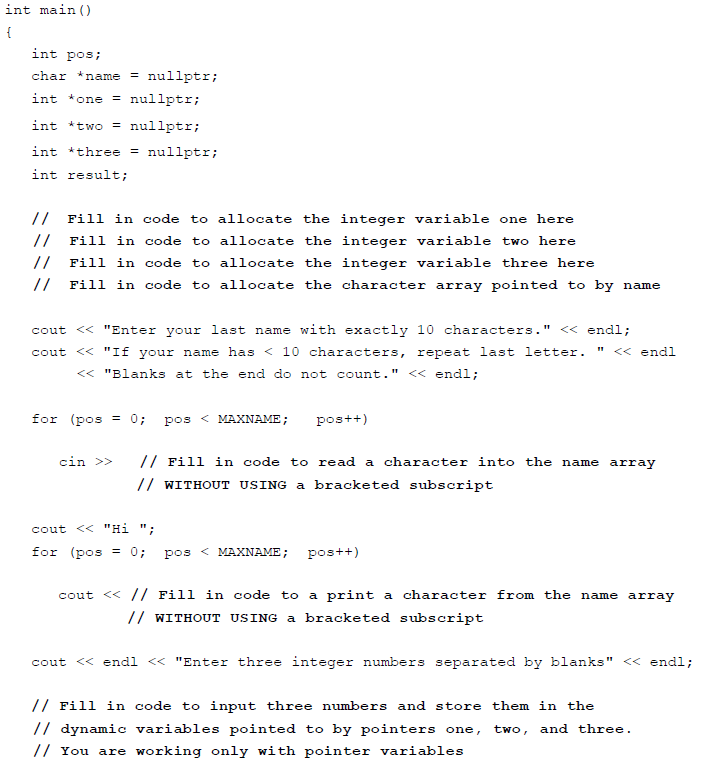 int main()
{
int pos;
char *name = nullptr;
int *one = nullptr;
int *two = nullptr;
int *three = nullptr;
int result;
// Fill in code to allocate the integer variable one here
// Fill in code to allocate the integer variable two here
// Fill in code to allocate the integer variable three here
// Fill in code to allocate the character array pointed to by name
cout << "Enter your last name with exactly 10 characters." << endl;
cout << "If your name has < 10 characters, repeat last letter. " << endl
<< "Blanks at the end do not count." << endl;
for (pos = 0; pos < MAXNAME; pos++)
cin >> // Fill in code to read a character into the name array
// WITHOUT USING a bracketed subscript
cout << "Hi ";
for (pos = 0; pos < MAXNAME; pos++)
cout << // Fill in code to a print a character from the name array
// WITHOUT USING a bracketed subscript
cout << endl << "Enter three integer numbers separated by blanks" << endl;
// Fill in code to input three numbers and store them in the
// dynamic variables pointed to by pointers one, two, and three.
// You are working only with pointer variables